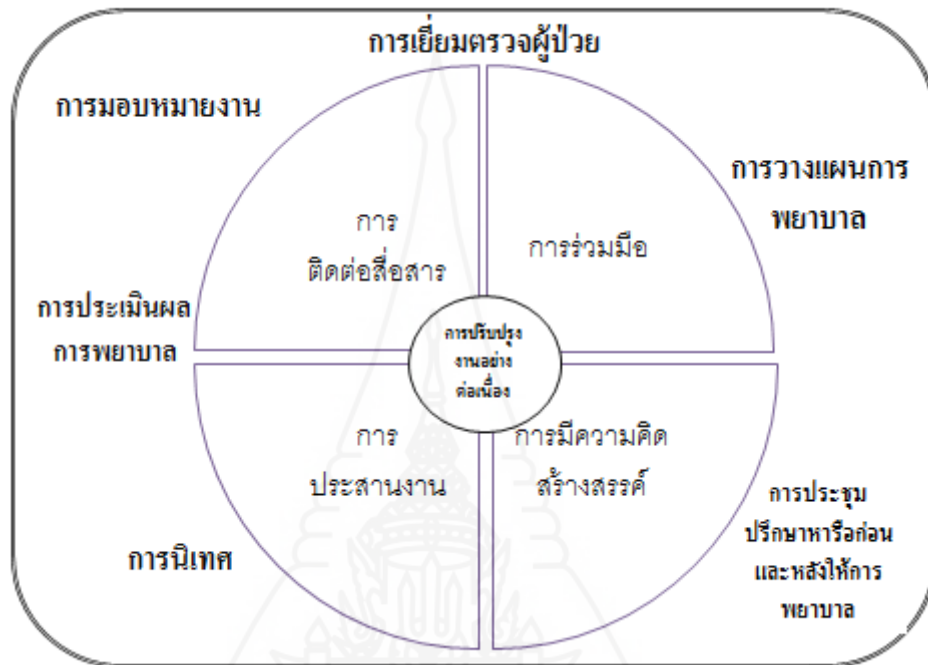 การเยี่ยมตรวจผู้ป่วย
การมอบหมายงาน
การวางแผนการ
พยาบาล
การ
ติดต่อสื่อสาร
การร่วมมือ
การประเมินผล
การพยาบาล
การปรับปรุง
งานอย่าง
ต่อเนื่อง
การ
ประสานงาน
การมีความคิด
สร้างสรรค์
การนิเทศ
การประชุม
ปรึกษาหารือก่อน
และหลังให้การ
พยาบาล